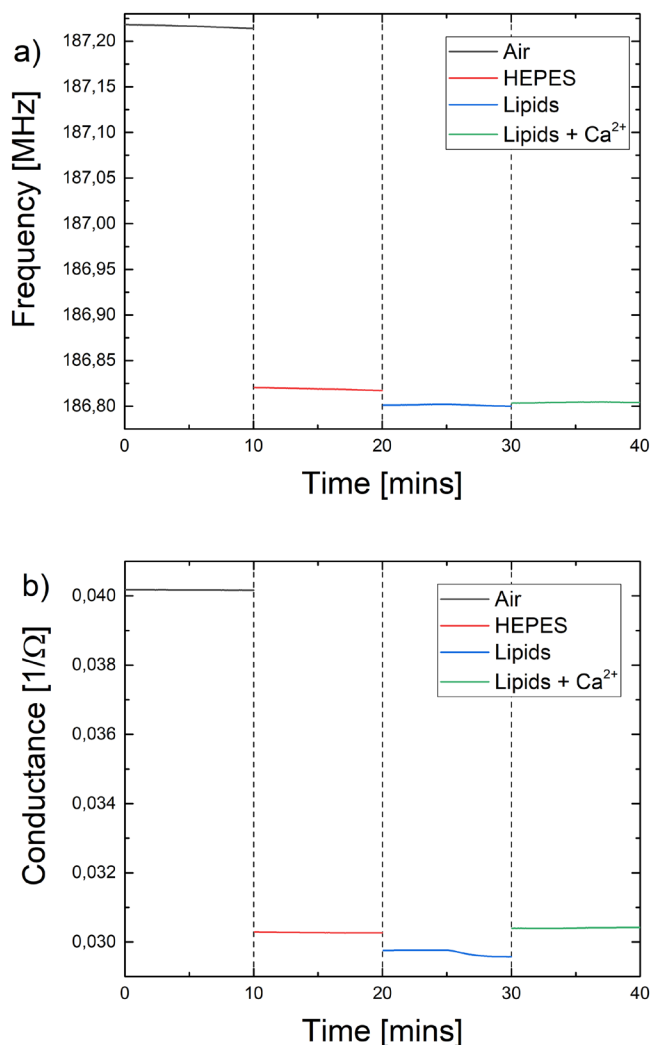 a)
Frequency [MHz]
187,20
187,15
187,10
187,05
187,00
186,95
186,90
186,85
186,80
Air
HEPES
Lipids
Lipids + Ca²⁺
0 10 20 30 40
Time [mins]
b)
Conductance [1/Ω]
0,040
0,038
0,036
0,034
0,032
0,030
Air
HEPES
Lipids
Lipids + Ca²⁺
0 10 20 30 40
Time [mins]